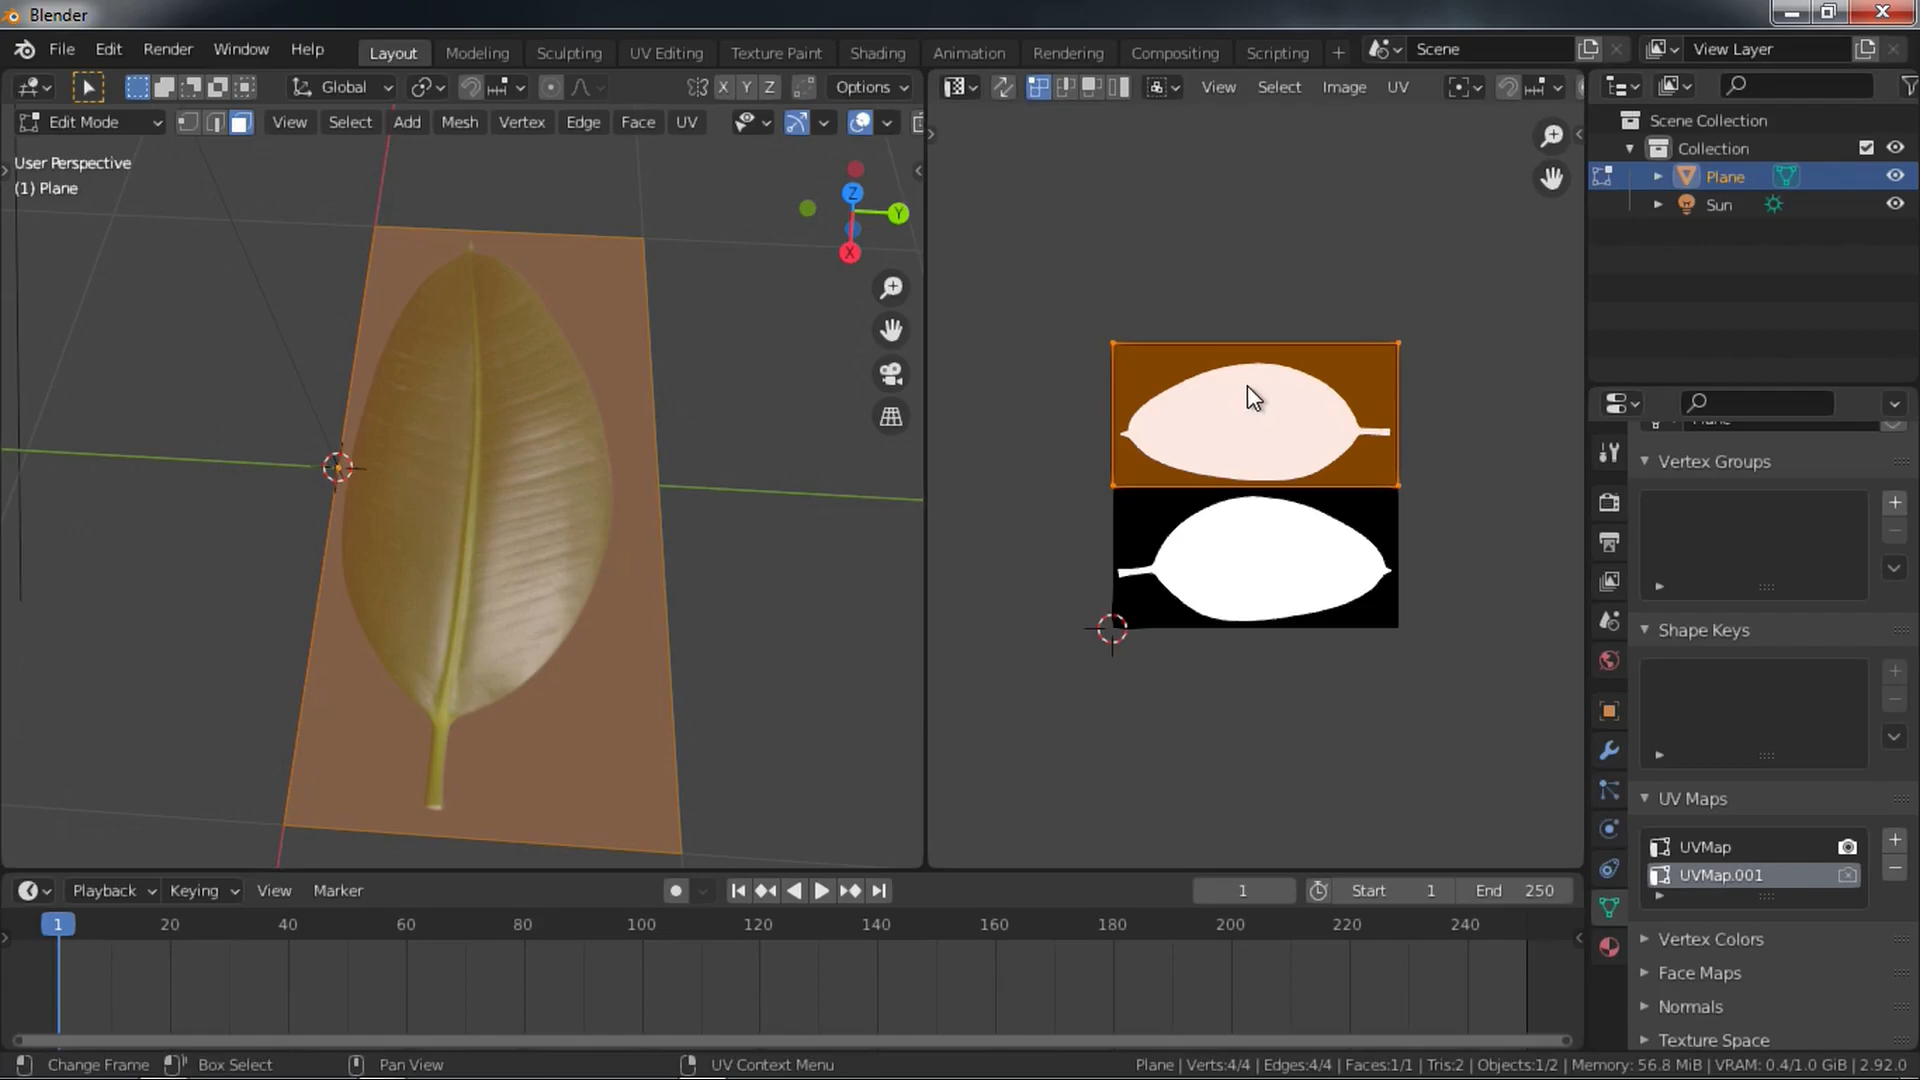 Blender
File Edit Render Window Help Layout Modeling Sculpting UV Editing Texture Paint Shading Animation Rendering Compositing Scripting + Scene View Layer
Global X Y Z Options View Select Image UV
Edit Mode View Select Add Mesh Vertex Edge Face UV
User Perspective
(1) Plane
Z
Y
X
Scene Collection
Collection
Plane
Sun
Vertex Groups
Shape Keys
UV Maps
UVMap
UVMap.001
Vertex Colors
Face Maps
Normals
Texture Space
Playback Keying View Marker 1 Start 1 End 250
1 20 40 60 80 100 120 140 160 180 200 220 240
Change Frame Box Select Pan View UV Context Menu Plane | Verts:4/4 | Edges:4/4 | Faces:1/1 | Tris:2 | Objects:1/2 | Memory: 56.8 MiB | VRAM: 0.4/1.0 GiB | 2.92.0